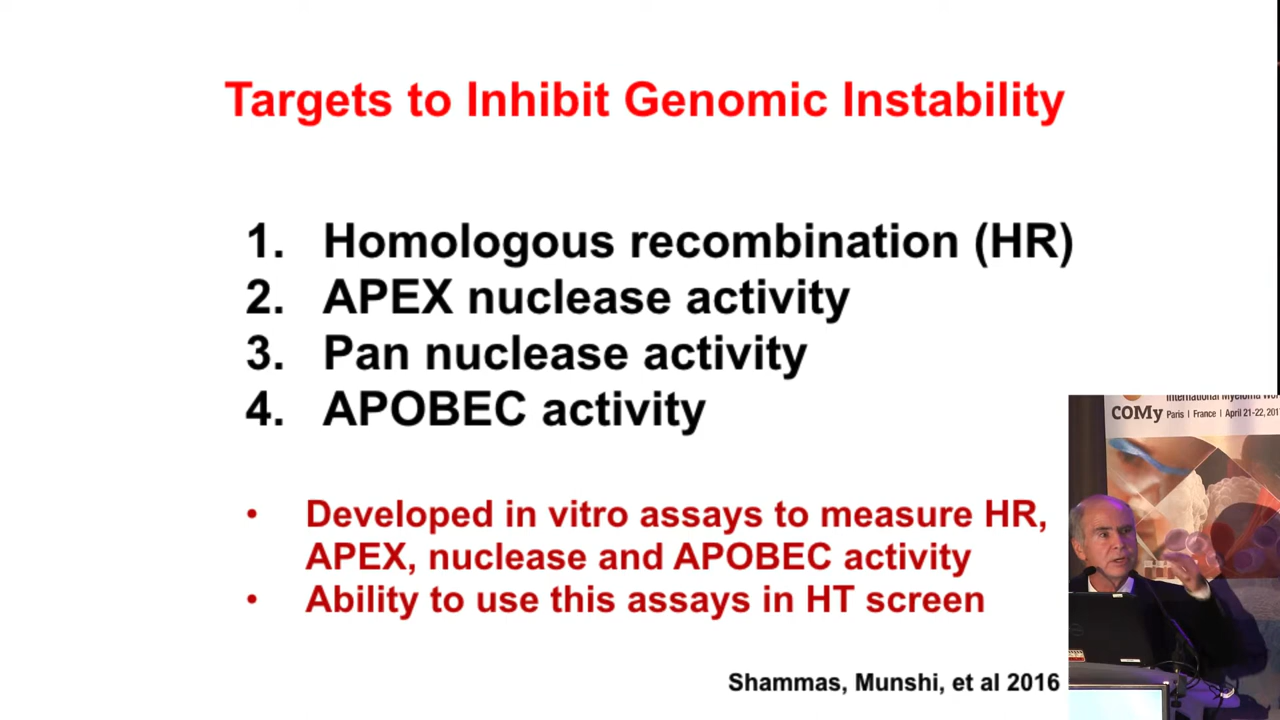 Targets to Inhibit Genomic Instability
1. Homologous recombination (HR)
2. APEX nuclease activity
3. Pan nuclease activity
4. APOBEC activity
• Developed in vitro assays to measure HR,
APEX, nuclease and APOBEC activity
• Ability to use this assays in HT screen
Shammas, Munshi, et al 2016
International Myeloma
COMy Paris | France | April 21-22,